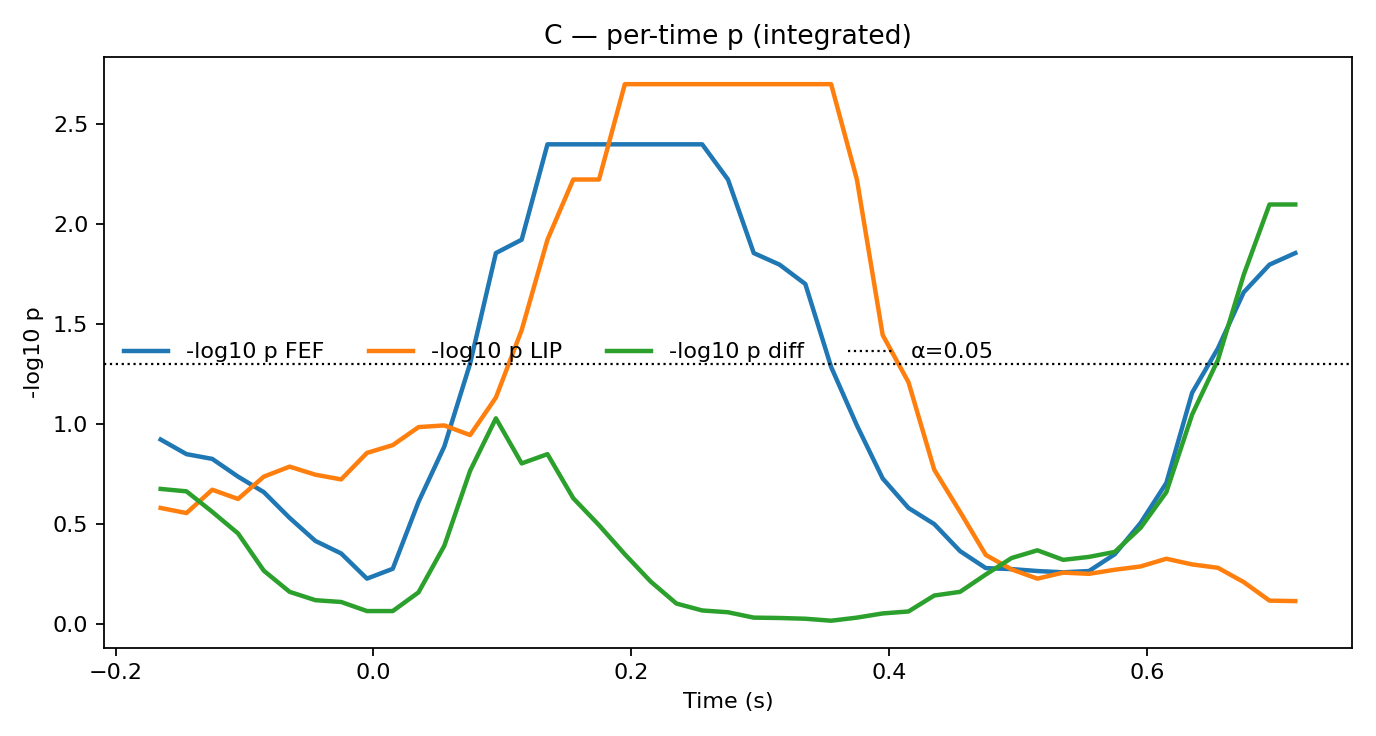 C — per-time p (integrated)
-log10 p
2.5
2.0
1.5
1.0
0.5
0.0
-log10 p FEF -log10 p LIP -log10 p diff α=0.05
−0.2 0.0 0.2 0.4 0.6
Time (s)